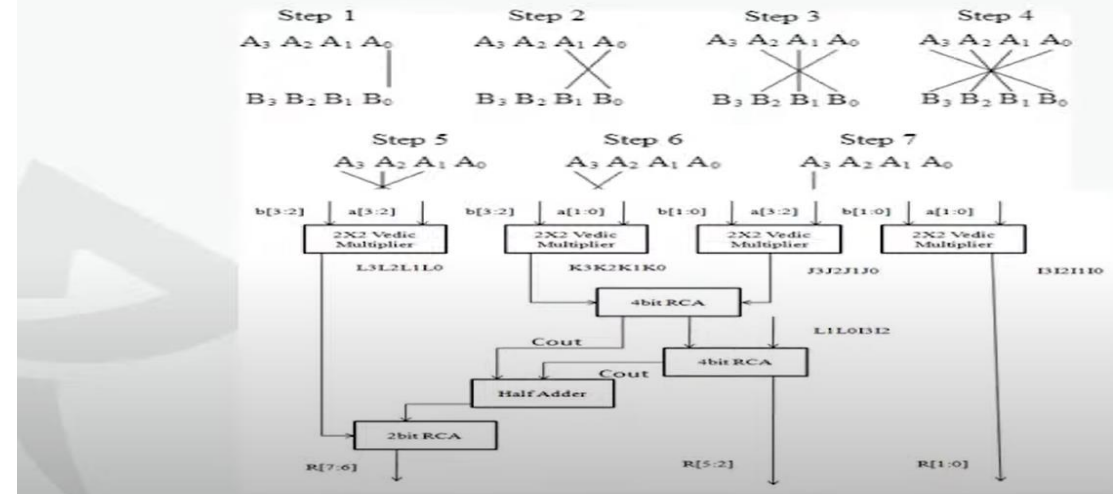 Step 1 Step 2 Step 3 Step 4
A₃ A₂ A₁ A₀ A₃ A₂ A₁ A₀ A₃ A₂ A₁ A₀ A₃ A₂ A₁ A₀
B₃ B₂ B₁ B₀ B₃ B₂ B₁ B₀ B₃ B₂ B₁ B₀ B₃ B₂ B₁ B₀
Step 5 Step 6 Step 7
A₃ A₂ A₁ A₀ A₃ A₂ A₁ A₀ A₃ A₂ A₁ A₀
b[3:2] a[3:2] b[3:2] a[1:0] b[1:0] a[3:2] b[1:0] a[1:0]
2X2 Vedic 2X2 Vedic 2X2 Vedic 2X2 Vedic
Multiplier Multiplier Multiplier Multiplier
L3L2L1L0 K3K2K1K0 J3J2J1J0 I3I2I1I0
4bit RCA
L1L0I3I2
Cout
4bit RCA
Cout
Half Adder
2bit RCA
R[7:6] R[5:2] R[1:0]